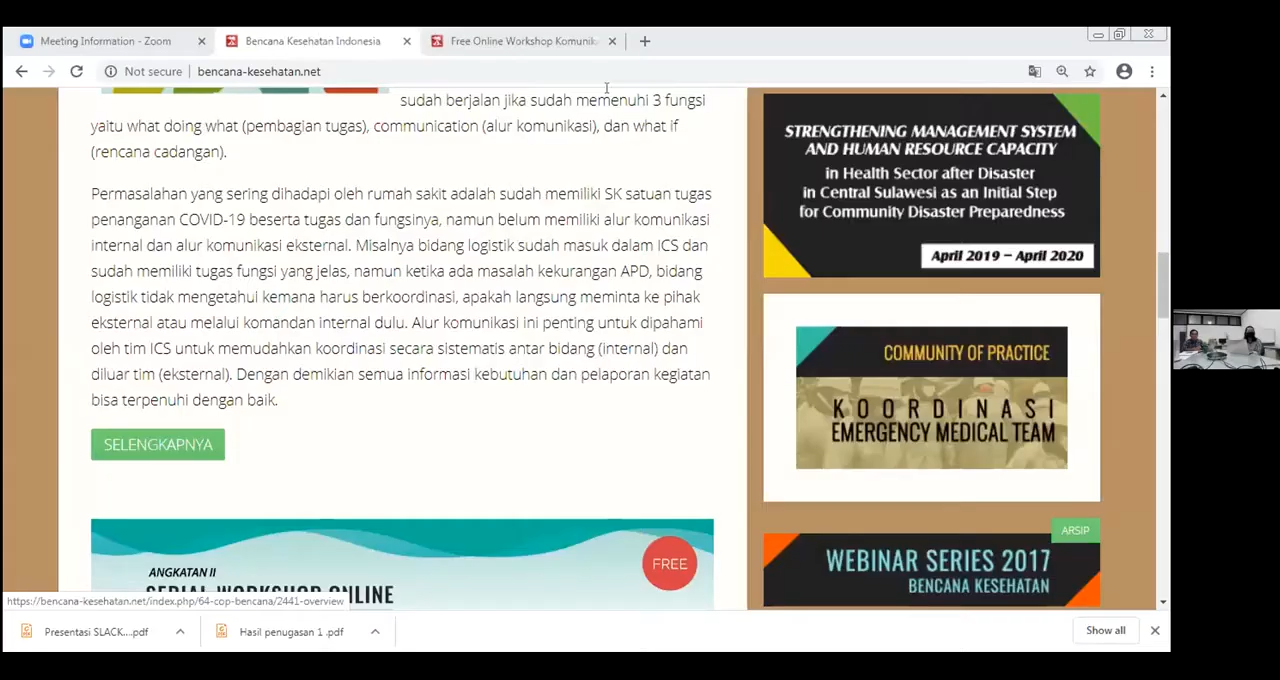 Meeting Information - Zoom
Bencana Kesehatan Indonesia
Free Online Workshop Komunik
Not secure
bencana-kesehatan.net
sudah berjalan jika sudah memenuhi 3 fungsi
yaitu what doing what (pembagian tugas), communication (alur komunikasi), dan what if
(rencana cadangan).
Permasalahan yang sering dihadapi oleh rumah sakit adalah sudah memiliki SK satuan tugas
penanganan COVID-19 beserta tugas dan fungsinya, namun belum memiliki alur komunikasi
internal dan alur komunikasi eksternal. Misalnya bidang logistik sudah masuk dalam ICS dan
sudah memiliki tugas fungsi yang jelas, namun ketika ada masalah kekurangan APD, bidang
logistik tidak mengetahui kemana harus berkoordinasi, apakah langsung meminta ke pihak
eksternal atau melalui komandan internal dulu. Alur komunikasi ini penting untuk dipahami
oleh tim ICS untuk memudahkan koordinasi secara sistematis antar bidang (internal) dan
diluar tim (eksternal). Dengan demikian semua informasi kebutuhan dan pelaporan kegiatan
bisa terpenuhi dengan baik.
SELENGKAPNYA
ANGKATAN II
SERIAL WORKSHOP ONLINE
FREE
STRENGTHENING MANAGEMENT SYSTEM
AND HUMAN RESOURCE CAPACITY
in Health Sector after Disaster
in Central Sulawesi as an Initial Step
for Community Disaster Preparedness
April 2019 – April 2020
COMMUNITY OF PRACTICE
KOORDINASI
EMERGENCY MEDICAL TEAM
ARSIP
WEBINAR SERIES 2017
BENCANA KESEHATAN
https://bencana-kesehatan.net/index.php/64-cop-bencana/2441-overview
Presentasi SLACK....pdf
Hasil penugasan 1 .pdf
Show all